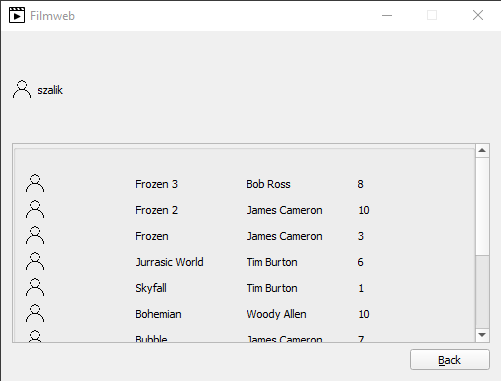 Filmweb
szalik
Frozen 3 Bob Ross 8
Frozen 2 James Cameron 10
Frozen James Cameron 3
Jurrasic World Tim Burton 6
Skyfall Tim Burton 1
Bohemian Woody Allen 10
Bubble James Cameron 7
Back